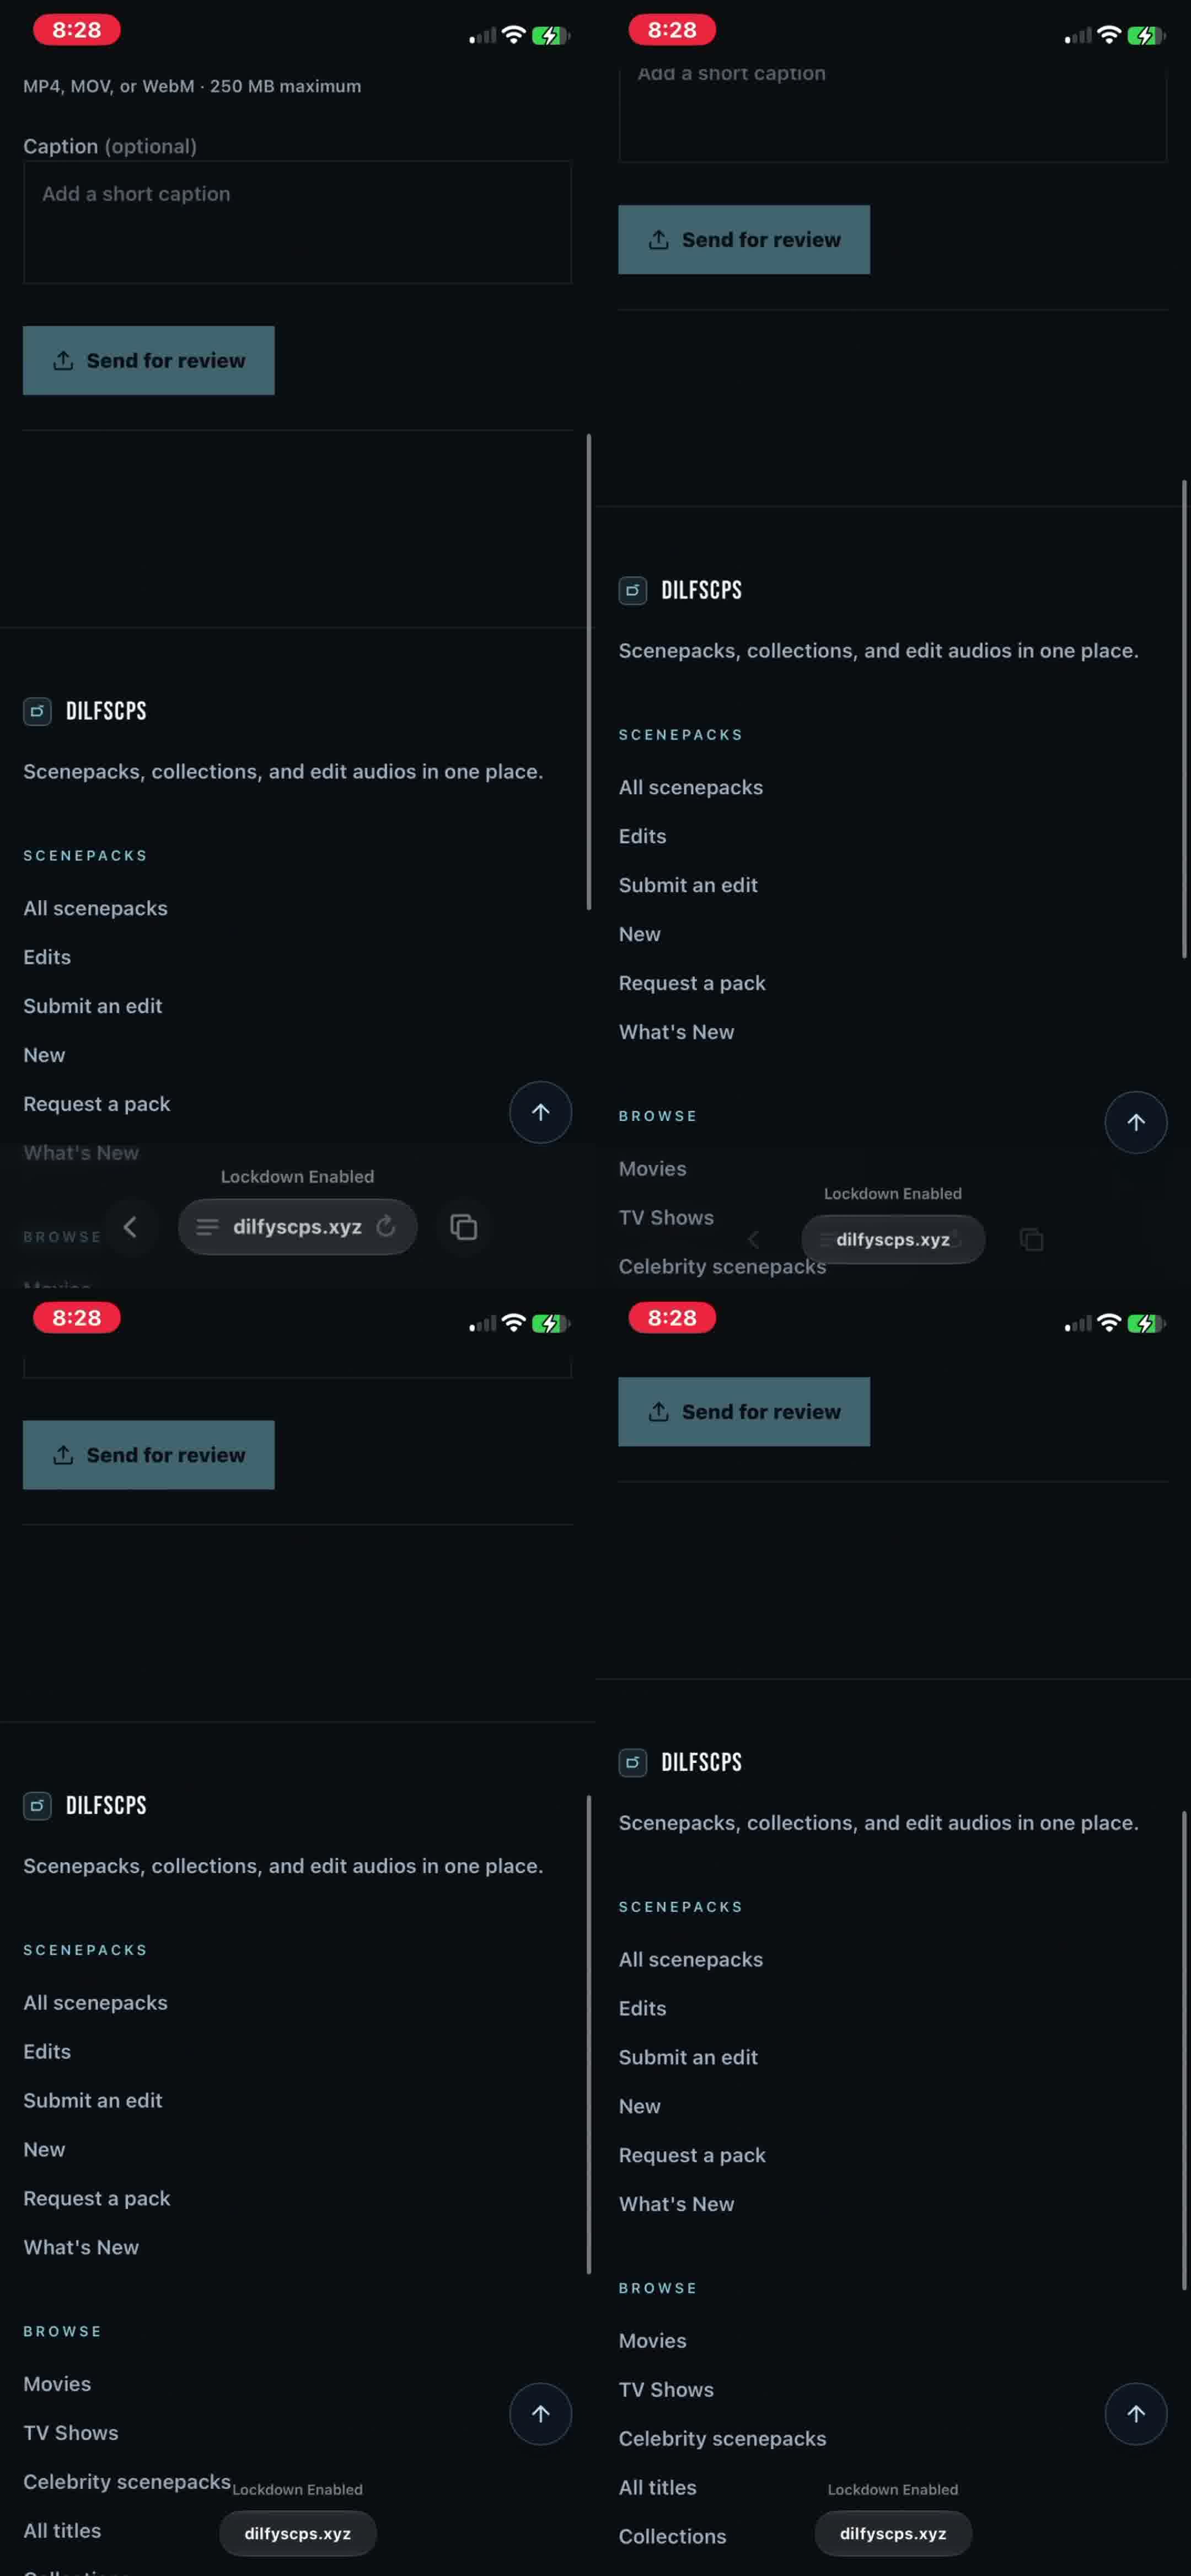 8:28
MP4, MOV, or WebM · 250 MB maximum
Caption (optional)
Add a short caption
Send for review
DILFSCPS
Scenepacks, collections, and edit audios in one place.
SCENEPACKS
All scenepacks
Edits
Submit an edit
New
Request a pack
What's New
BROWSE
Lockdown Enabled
dilfyscps.xyz
8:28
Add a short caption
Send for review
DILFSCPS
Scenepacks, collections, and edit audios in one place.
SCENEPACKS
All scenepacks
Edits
Submit an edit
New
Request a pack
What's New
BROWSE
Movies
TV Shows
Celebrity scenepacks
Lockdown Enabled
dilfyscps.xyz
8:28
Send for review
DILFSCPS
Scenepacks, collections, and edit audios in one place.
SCENEPACKS
All scenepacks
Edits
Submit an edit
New
Request a pack
What's New
BROWSE
Movies
TV Shows
Celebrity scenepacks
All titles
Lockdown Enabled
dilfyscps.xyz
8:28
Send for review
DILFSCPS
Scenepacks, collections, and edit audios in one place.
SCENEPACKS
All scenepacks
Edits
Submit an edit
New
Request a pack
What's New
BROWSE
Movies
TV Shows
Celebrity scenepacks
All titles
Collections
Lockdown Enabled
dilfyscps.xyz